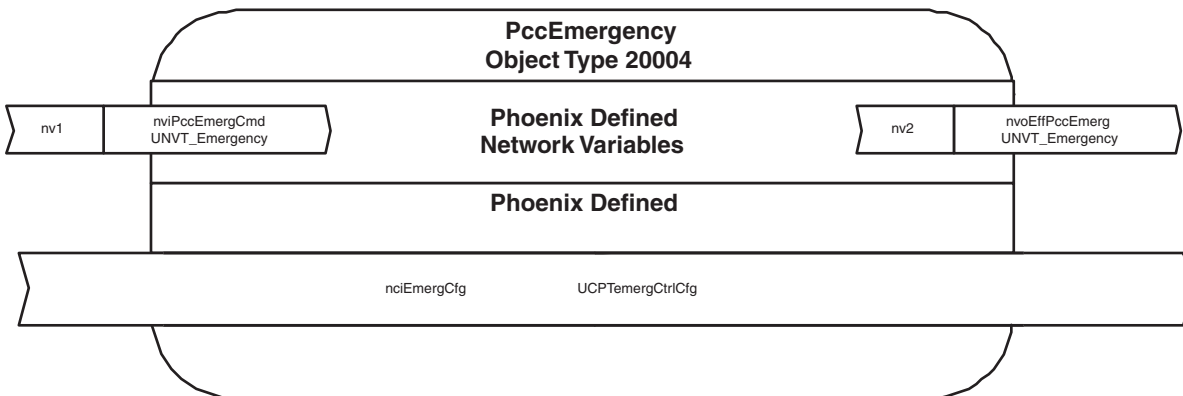 PccEmergency
Object Type 20004
nv1
nviPccEmergCmd
UNVT_Emergency
Phoenix Defined
Network Variables
nv2
nvoEffPccEmerg
UNVT_Emergency
Phoenix Defined
nciEmergCfg UCPTemergCtrlCfg